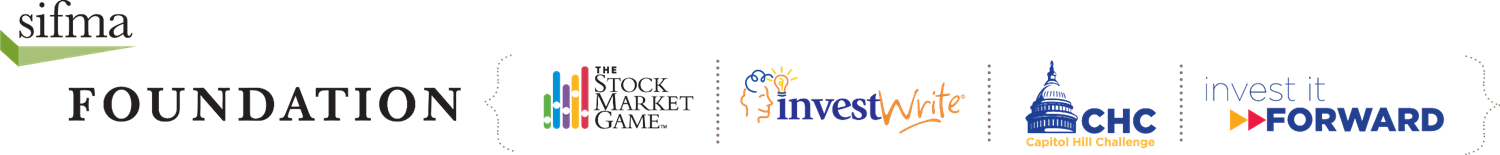 sifma
FOUNDATION
THE
STOCK
MARKET
GAME™
investWrite®
CHC
Capitol Hill Challenge
invest it
FORWARD